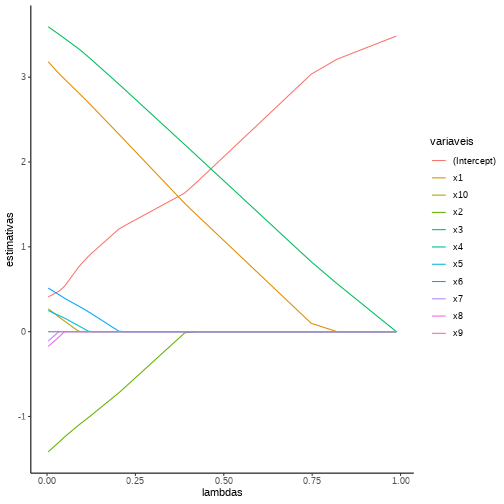 3
2
1
0
-1
estimativas
0.00
0.25
0.50
0.75
1.00
lambdas
variaveis
(Intercept)
x1
x10
x2
x3
x4
x5
x6
x7
x8
x9